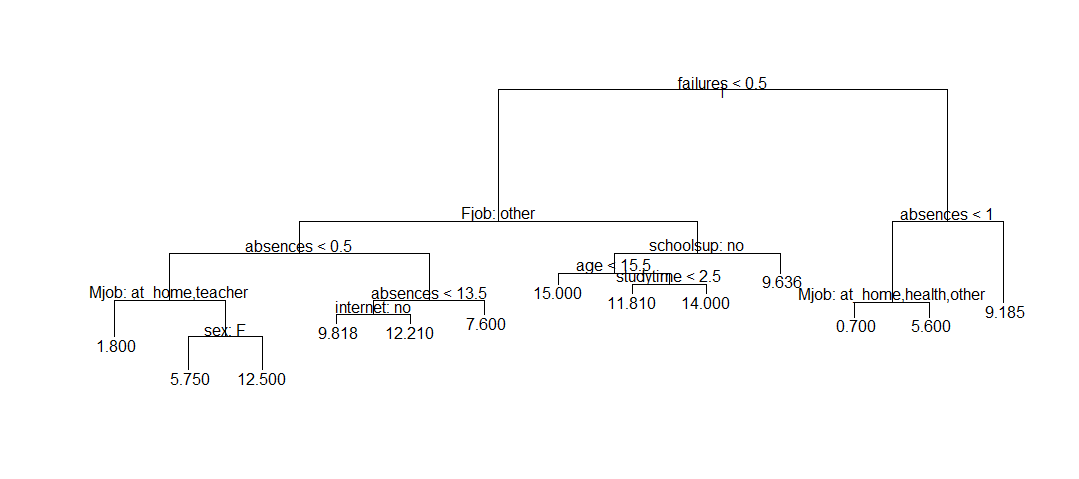 failures < 0.5
Fjob: other
absences < 1
absences < 0.5
schoolsup: no
age < 15.5
studytime < 2.5
9.636
Mjob: at_home,teacher
absences < 13.5
15.000
Mjob: at_home,health,other
internet: no
11.810
14.000
9.185
7.600
0.700
5.600
sex: F
9.818
12.210
1.800
5.750
12.500